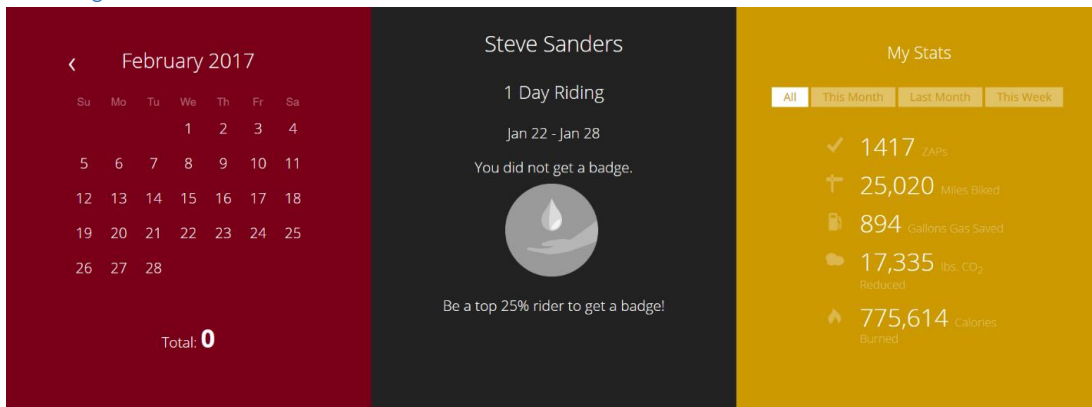 ‹ February 2017
Su Mo Tu We Th Fr Sa
1 2 3 4
5 6 7 8 9 10 11
12 13 14 15 16 17 18
19 20 21 22 23 24 25
26 27 28
Total: 0
Steve Sanders
1 Day Riding
Jan 22 - Jan 28
You did not get a badge.
Be a top 25% rider to get a badge!
My Stats
All This Month Last Month This Week
1417 ZAPs
25,020 Miles Biked
894 Gallons Gas Saved
17,335 lbs. CO₂
Reduced
775,614 Calories
Burned